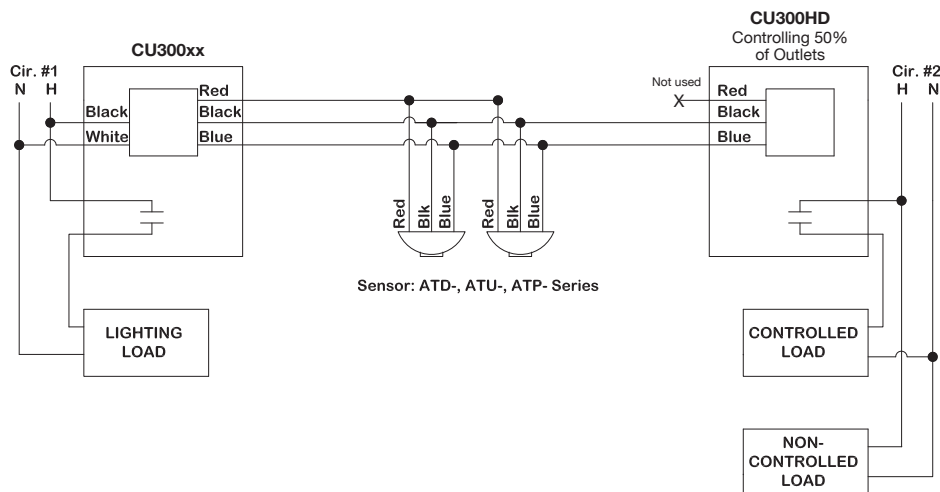 CU300xx
Cir. #1
N H
Black
White
Red
Black
Blue
LIGHTING
LOAD
Red
Blk
Blue
Red
Blk
Blue
Sensor: ATD-, ATU-, ATP- Series
CU300HD
Controlling 50%
of Outlets
Not used
X
Red
Black
Blue
Cir. #2
H N
CONTROLLED
LOAD
NON-
CONTROLLED
LOAD